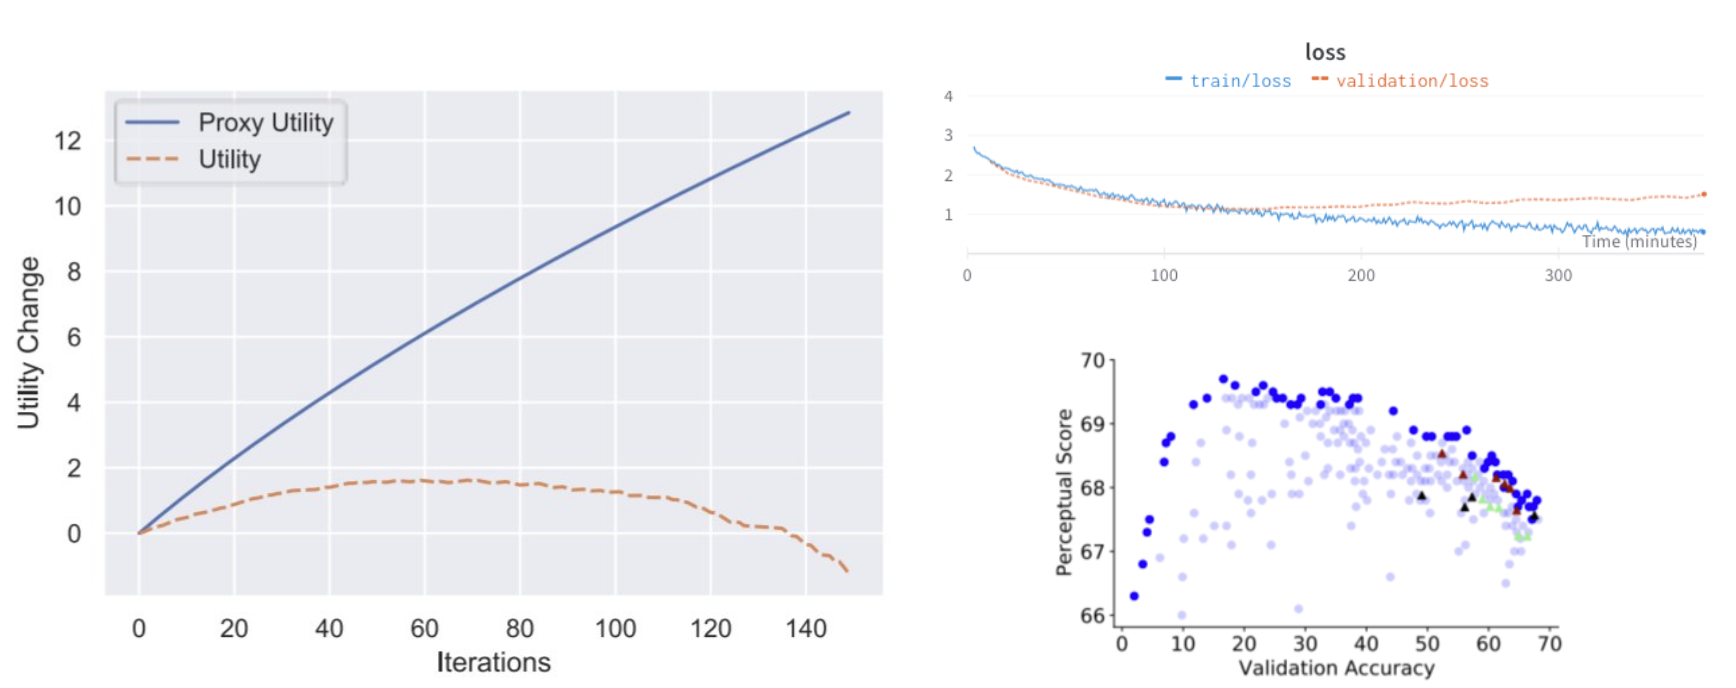 Proxy Utility
Utility
Utility Change
12
10
8
6
4
2
0
0 20 40 60 80 100 120 140
Iterations
loss
train/loss validation/loss
4
3
2
1
Time (minutes)
0 100 200 300
Perceptual Score
70
69
68
67
66
0 10 20 30 40 50 60 70
Validation Accuracy